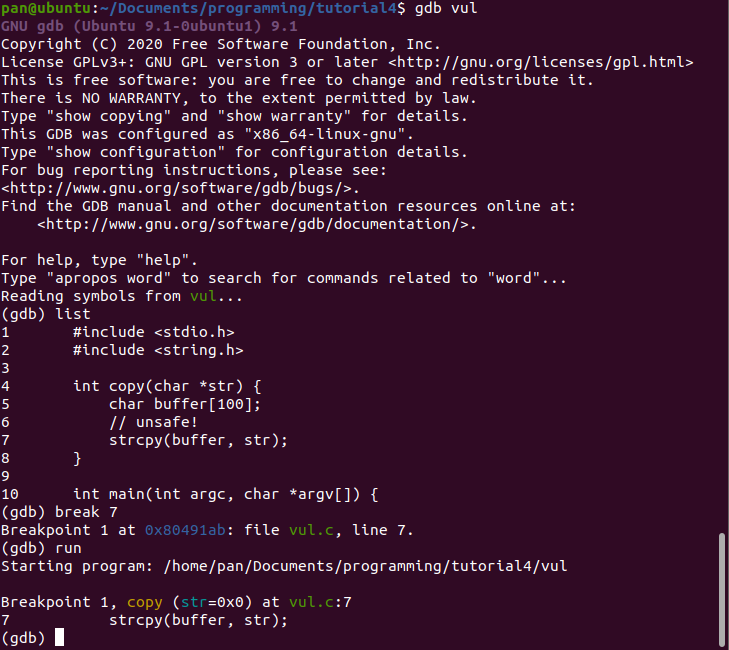 pan@ubuntu:~/Documents/programming/tutorial4$ gdb vul
GNU gdb (Ubuntu 9.1-0ubuntu1) 9.1
Copyright (C) 2020 Free Software Foundation, Inc.
License GPLv3+: GNU GPL version 3 or later <http://gnu.org/licenses/gpl.html>
This is free software: you are free to change and redistribute it.
There is NO WARRANTY, to the extent permitted by law.
Type "show copying" and "show warranty" for details.
This GDB was configured as "x86_64-linux-gnu".
Type "show configuration" for configuration details.
For bug reporting instructions, please see:
<http://www.gnu.org/software/gdb/bugs/>.
Find the GDB manual and other documentation resources online at:
    <http://www.gnu.org/software/gdb/documentation/>.

For help, type "help".
Type "apropos word" to search for commands related to "word"...
Reading symbols from vul...
(gdb) list
1       #include <stdio.h>
2       #include <string.h>
3
4       int copy(char *str) {
5           char buffer[100];
6           // unsafe!
7           strcpy(buffer, str);
8       }
9
10      int main(int argc, char *argv[]) {
(gdb) break 7
Breakpoint 1 at 0x80491ab: file vul.c, line 7.
(gdb) run
Starting program: /home/pan/Documents/programming/tutorial4/vul

Breakpoint 1, copy (str=0x0) at vul.c:7
7           strcpy(buffer, str);
(gdb)